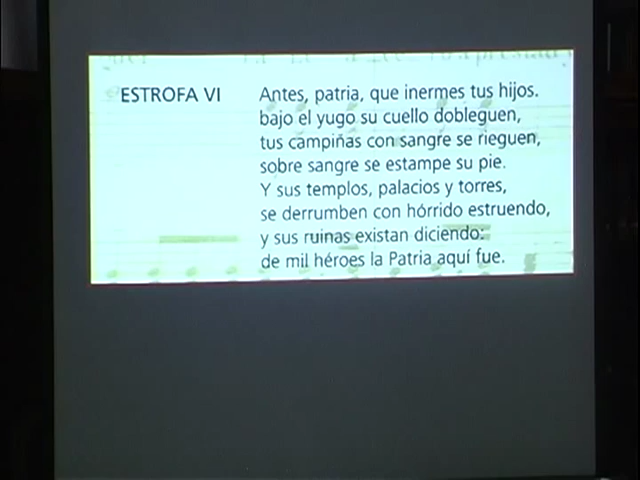 ESTROFA VI
Antes, patria, que inermes tus hijos.
bajo el yugo su cuello dobleguen,
tus campiñas con sangre se rieguen,
sobre sangre se estampe su pie.
Y sus templos, palacios y torres,
se derrumben con hórrido estruendo,
y sus ruinas existan diciendo:
de mil héroes la Patria aquí fue.